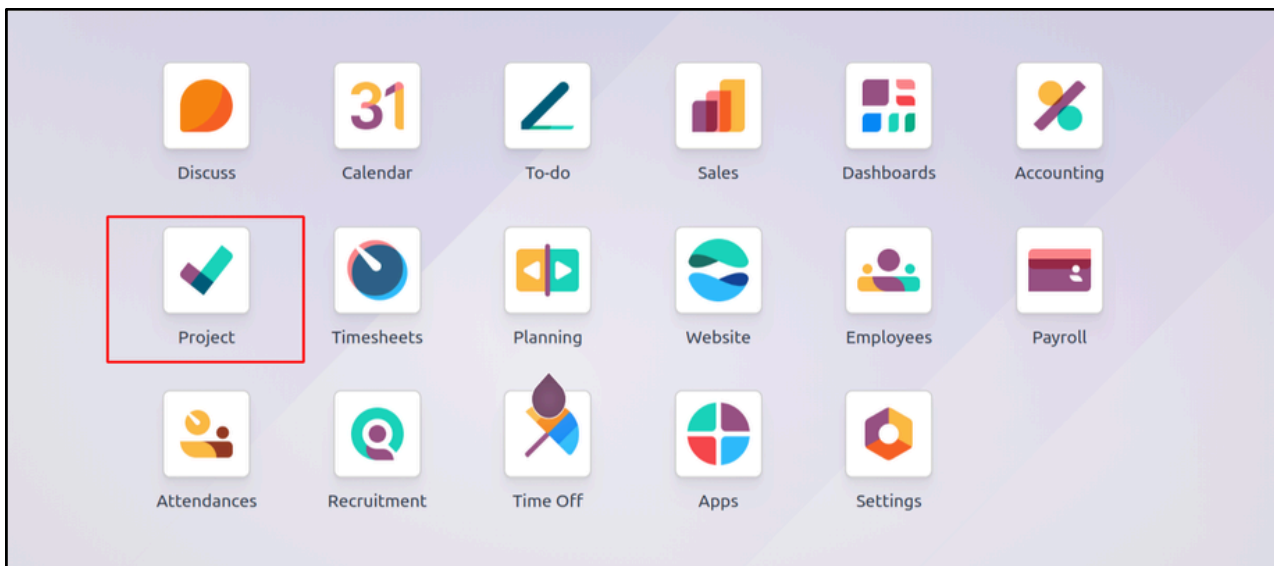 31
Discuss Calendar To-do Sales Dashboards Accounting
Project Timesheets Planning Website Employees Payroll
Attendances Recruitment Time Off Apps Settings